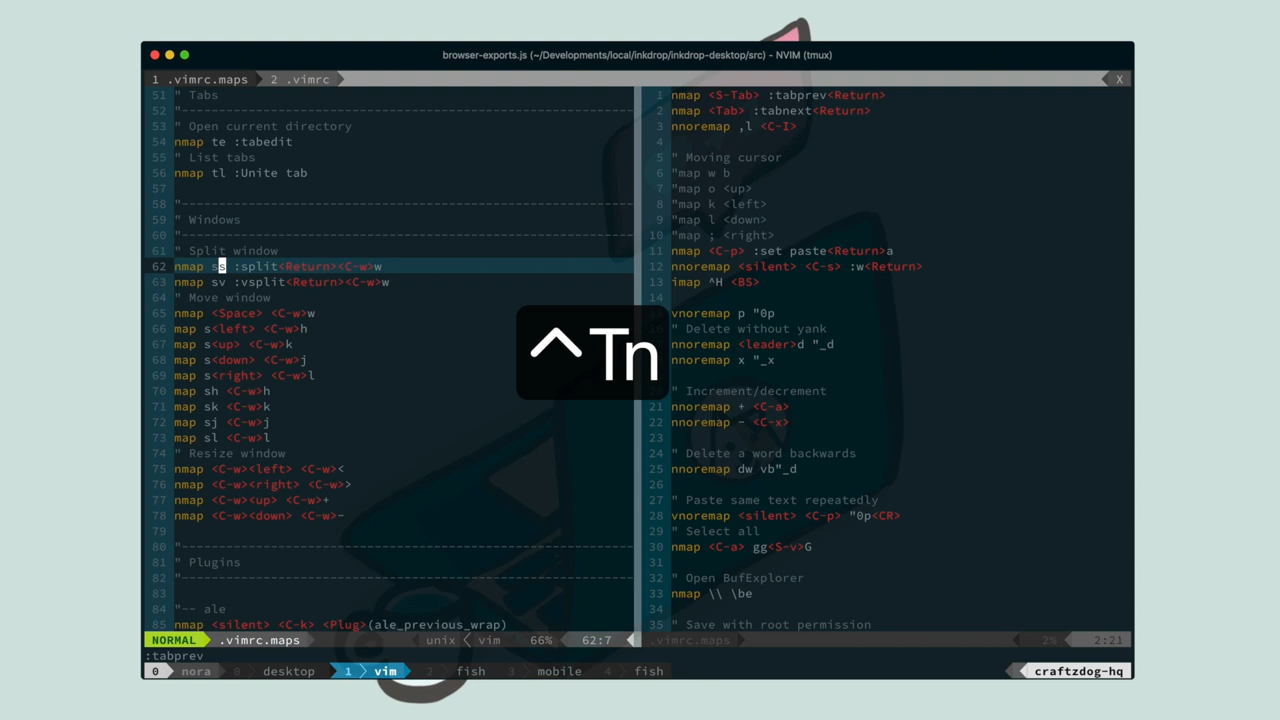 browser-exports.js (~/Developments/local/inkdrop/inkdrop-desktop/src) - NVIM (tmux)
1 .vimrc.maps 2 .vimrc X
51 " Tabs
52 "--------------------------------------------------------------
53 " Open current directory
54 nmap te :tabedit
55 " List tabs
56 nmap tl :Unite tab
57
58 "--------------------------------------------------------------
59 " Windows
60 "--------------------------------------------------------------
61 " Split window
62 nmap ss :split<Return><C-w>w
63 nmap sv :vsplit<Return><C-w>w
64 " Move window
65 nmap <Space> <C-w>w
66 map s<left> <C-w>h
67 map s<up> <C-w>k
68 map s<down> <C-w>j
69 map s<right> <C-w>l
70 map sh <C-w>h
71 map sk <C-w>k
72 map sj <C-w>j
73 map sl <C-w>l
74 " Resize window
75 nmap <C-w><left> <C-w><
76 nmap <C-w><right> <C-w>>
77 nmap <C-w><up> <C-w>+
78 nmap <C-w><down> <C-w>-
79
80 "--------------------------------------------------------------
81 " Plugins
82 "--------------------------------------------------------------
83
84 "-- ale
85 nmap <silent> <C-k> <Plug>(ale_previous_wrap)
1 nmap <S-Tab> :tabprev<Return>
2 nmap <Tab> :tabnext<Return>
3 nnoremap ,l <C-I>
4
5 " Moving cursor
6 "map w b
7 "map o <up>
8 "map k <left>
9 "map l <down>
10 "map ; <right>
11 nmap <C-p> :set paste<Return>a
12 nnoremap <silent> <C-s> :w<Return>
13 imap ^H <BS>
14
vnoremap p "0p
" Delete without yank
nnoremap <leader>d "_d
nnoremap x "_x

" Increment/decrement
21 nnoremap + <C-a>
22 nnoremap - <C-x>
23
24 " Delete a word backwards
25 nnoremap dw vb"_d
26
27 " Paste same text repeatedly
28 vnoremap <silent> <C-p> "0p<CR>
29 " Select all
30 nmap <C-a> gg<S-v>G
31
32 " Open BufExplorer
33 nmap \\ \be
34
35 " Save with root permission
^Tn
NORMAL .vimrc.maps unix vim 66% 62:7 .vimrc.maps 2% 2:21
:tabprev
0 nora 0 desktop 1 vim 2 fish 3 mobile 4 fish craftzdog-hq